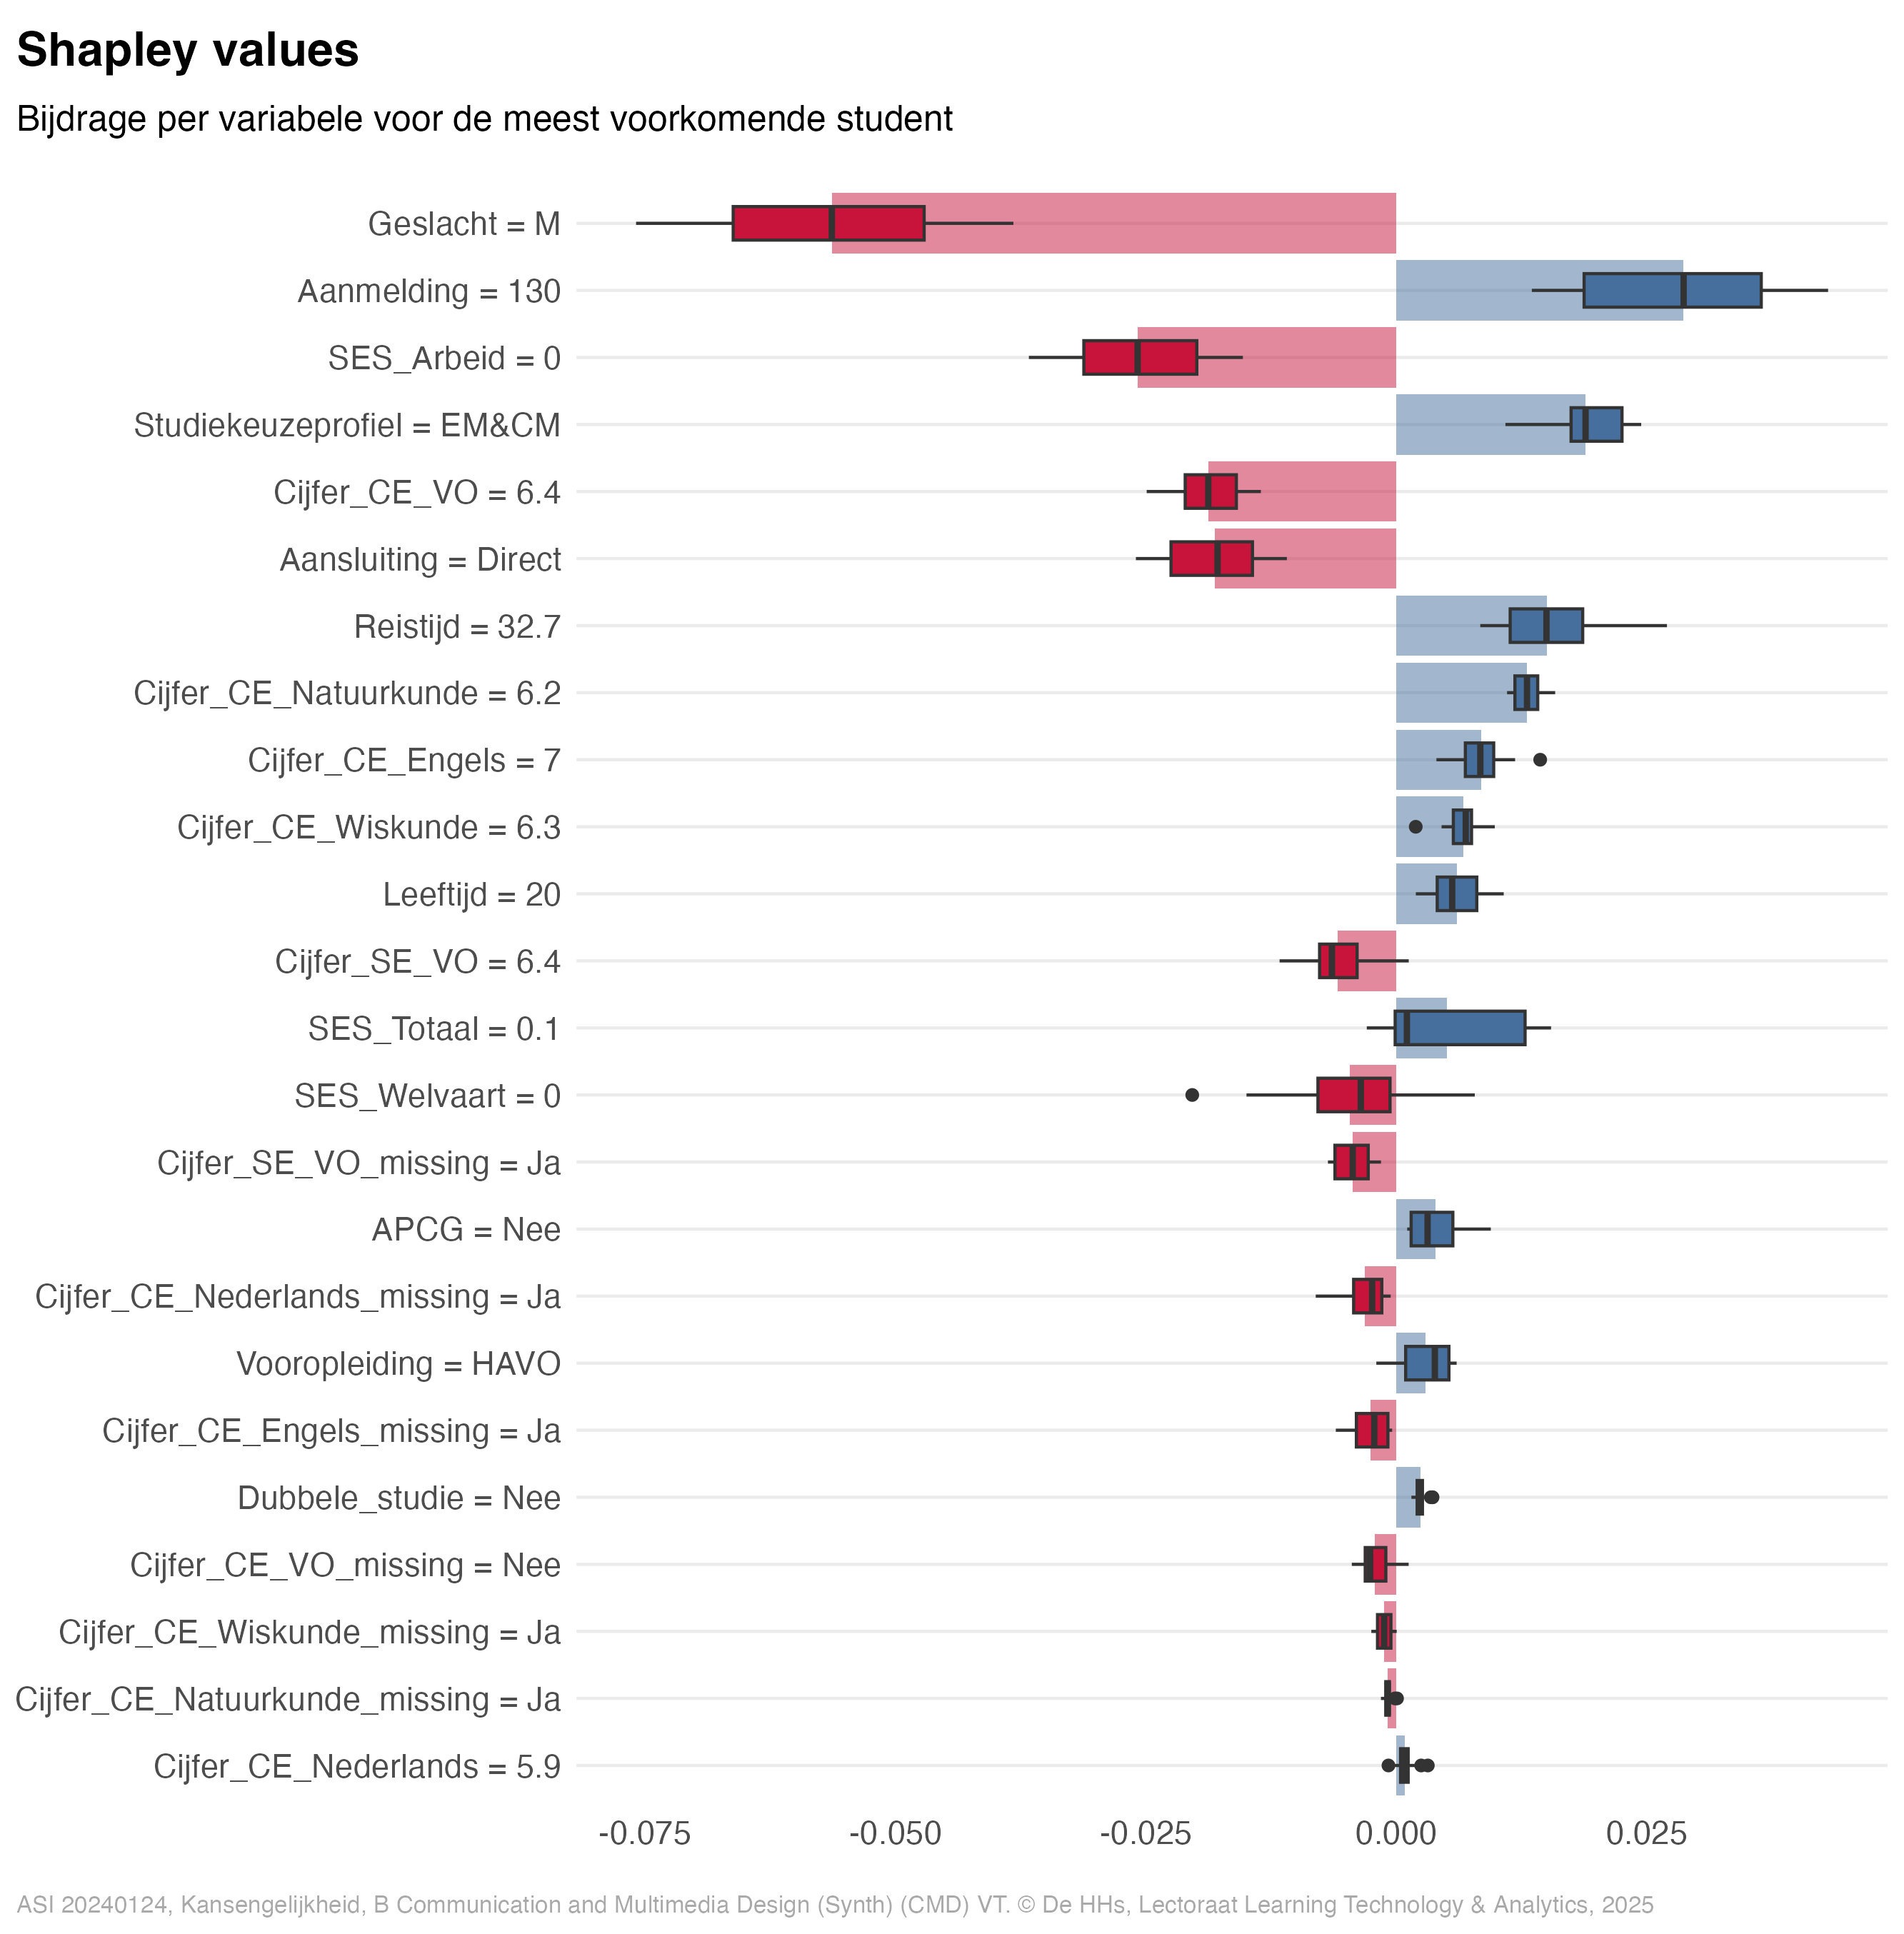 Shapley values
Bijdrage per variabele voor de meest voorkomende student
Geslacht = M
Aanmelding = 130
SES_Arbeid = 0
Studiekeuzeprofiel = EM&CM
Cijfer_CE_VO = 6.4
Aansluiting = Direct
Reistijd = 32.7
Cijfer_CE_Natuurkunde = 6.2
Cijfer_CE_Engels = 7
Cijfer_CE_Wiskunde = 6.3
Leeftijd = 20
Cijfer_SE_VO = 6.4
SES_Totaal = 0.1
SES_Welvaart = 0
Cijfer_SE_VO_missing = Ja
APCG = Nee
Cijfer_CE_Nederlands_missing = Ja
Vooropleiding = HAVO
Cijfer_CE_Engels_missing = Ja
Dubbele_studie = Nee
Cijfer_CE_VO_missing = Nee
Cijfer_CE_Wiskunde_missing = Ja
Cijfer_CE_Natuurkunde_missing = Ja
Cijfer_CE_Nederlands = 5.9
-0.075 -0.050 -0.025 0.000 0.025
ASI 20240124, Kansengelijkheid, B Communication and Multimedia Design (Synth) (CMD) VT. © De HHs, Lectoraat Learning Technology & Analytics, 2025